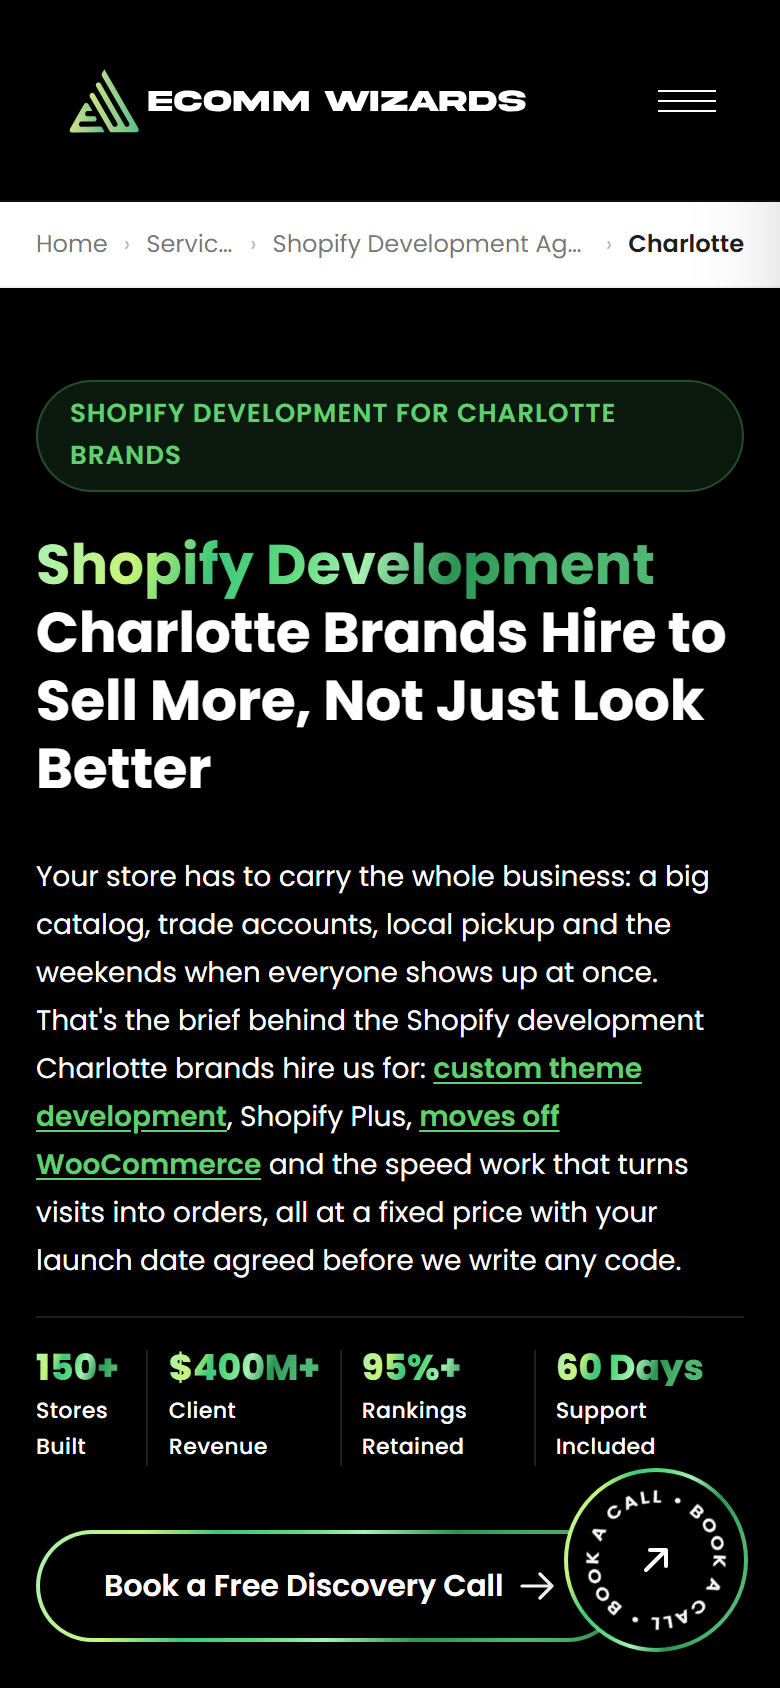 ECOMM WIZARDS
Home › Servic... › Shopify Development Ag... › Charlotte
SHOPIFY DEVELOPMENT FOR CHARLOTTE
BRANDS
Shopify Development
Charlotte Brands Hire to
Sell More, Not Just Look
Better
Your store has to carry the whole business: a big
catalog, trade accounts, local pickup and the
weekends when everyone shows up at once.
That's the brief behind the Shopify development
Charlotte brands hire us for: custom theme
development, Shopify Plus, moves off
WooCommerce and the speed work that turns
visits into orders, all at a fixed price with your
launch date agreed before we write any code.
150+ $400M+ 95%+ 60 Days
Stores Client Rankings Support
Built Revenue Retained Included
Book a Free Discovery Call →
BOOK A CALL • BOOK A CALL • BOOK A CALL •